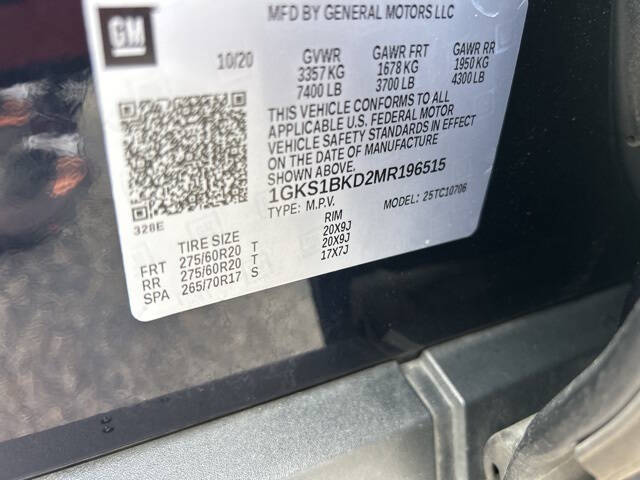 GM
MFD BY GENERAL MOTORS LLC
10/20 GVWR GAWR FRT GAWR RR
3357 KG 1678 KG 1950 KG
7400 LB 3700 LB 4300 LB
THIS VEHICLE CONFORMS TO ALL
APPLICABLE U.S. FEDERAL MOTOR
VEHICLE SAFETY STANDARDS IN EFFECT
ON THE DATE OF MANUFACTURE
1GKS1BKD2MR196515
TYPE: M.P.V. MODEL: 25TC10706
328E
TIRE SIZE RIM
FRT 275/60R20 T 20X9J
RR 275/60R20 T 20X9J
SPA 265/70R17 S 17X7J